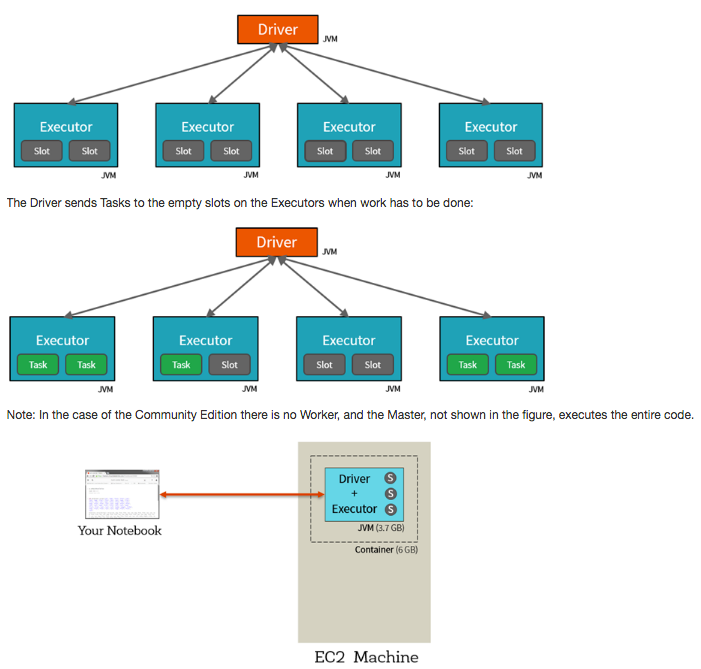 Driver
JVM
Executor Executor Executor Executor
Slot Slot Slot Slot Slot Slot Slot Slot
JVM JVM JVM JVM
The Driver sends Tasks to the empty slots on the Executors when work has to be done:
Driver
JVM
Executor Executor Executor Executor
Task Task Task Slot Slot Slot Task Task
JVM JVM JVM JVM
Note: In the case of the Community Edition there is no Worker, and the Master, not shown in the figure, executes the entire code.
Driver S
+ S
Executor S
JVM (3.7 GB)
Your Notebook
Container (6 GB)
EC2 Machine